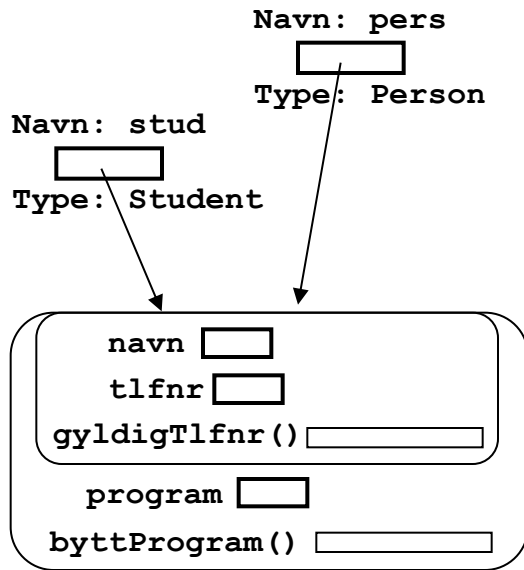 Navn: pers
Type: Person
Navn: stud
Type: Student
navn
tlfnr
gyldigTlfnr()
program
byttProgram()